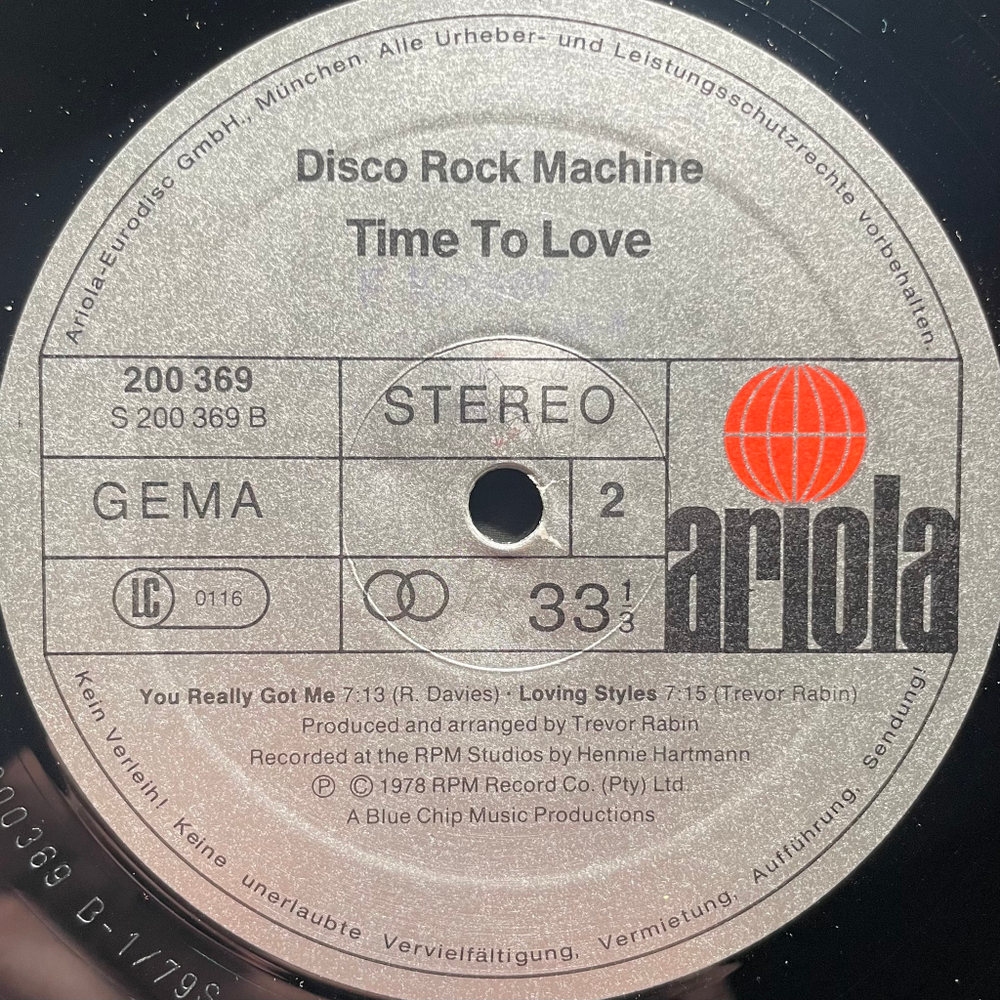 Ariola-Eurodisc GmbH., München. Alle Urheber- und Leistungsschutzrechte vorbehalten.
Disco Rock Machine
Time To Love
200 369
S 200 369 B
STEREO
GEMA
2
ariola
LC 0116
33 1/3
You Really Got Me 7:13 (R. Davies) · Loving Styles 7:15 (Trevor Rabin)
Produced and arranged by Trevor Rabin
Recorded at the RPM Studios by Hennie Hartmann
Ⓟ © 1978 RPM Record Co. (Pty) Ltd.
A Blue Chip Music Productions
Kein Verleih! Keine unerlaubte Vervielfältigung, Vermietung, Aufführung, Sendung!
00369 B-1/79S